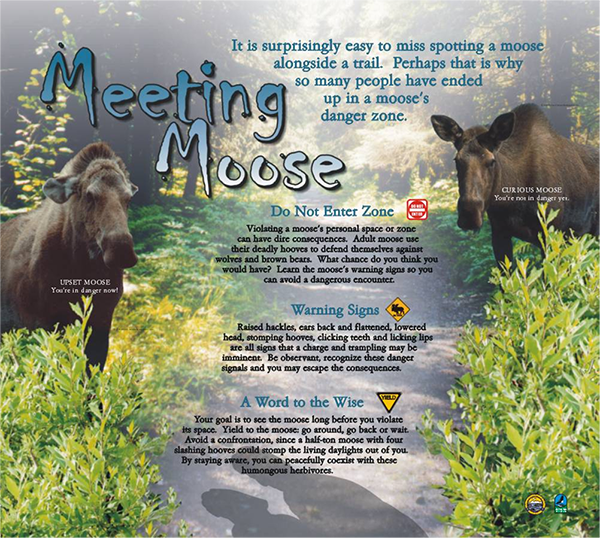 Meeting
Moose
It is surprisingly easy to miss spotting a moose
alongside a trail. Perhaps that is why
so many people have ended
up in a moose's
danger zone.
CURIOUS MOOSE
You're not in danger yet.
UPSET MOOSE
You're in danger now!
Do Not Enter Zone
DO NOT
ENTER
Violating a moose's personal space or zone
can have dire consequences. Adult moose use
their deadly hooves to defend themselves against
wolves and brown bears. What chance do you think you
would have? Learn the moose's warning signs so you
can avoid a dangerous encounter.
Warning Signs
Raised hackles, ears back and flattened, lowered
head, stomping hooves, clicking teeth and licking lips
are all signs that a charge and trampling may be
imminent. Be observant, recognize these danger
signals and you may escape the consequences.
A Word to the Wise
YIELD
Your goal is to see the moose long before you violate
its space. Yield to the moose: go around, go back or wait.
Avoid a confrontation, since a half-ton moose with four
slashing hooves could stomp the living daylights out of you.
By staying aware, you can peacefully coexist with these
humongous herbivores.